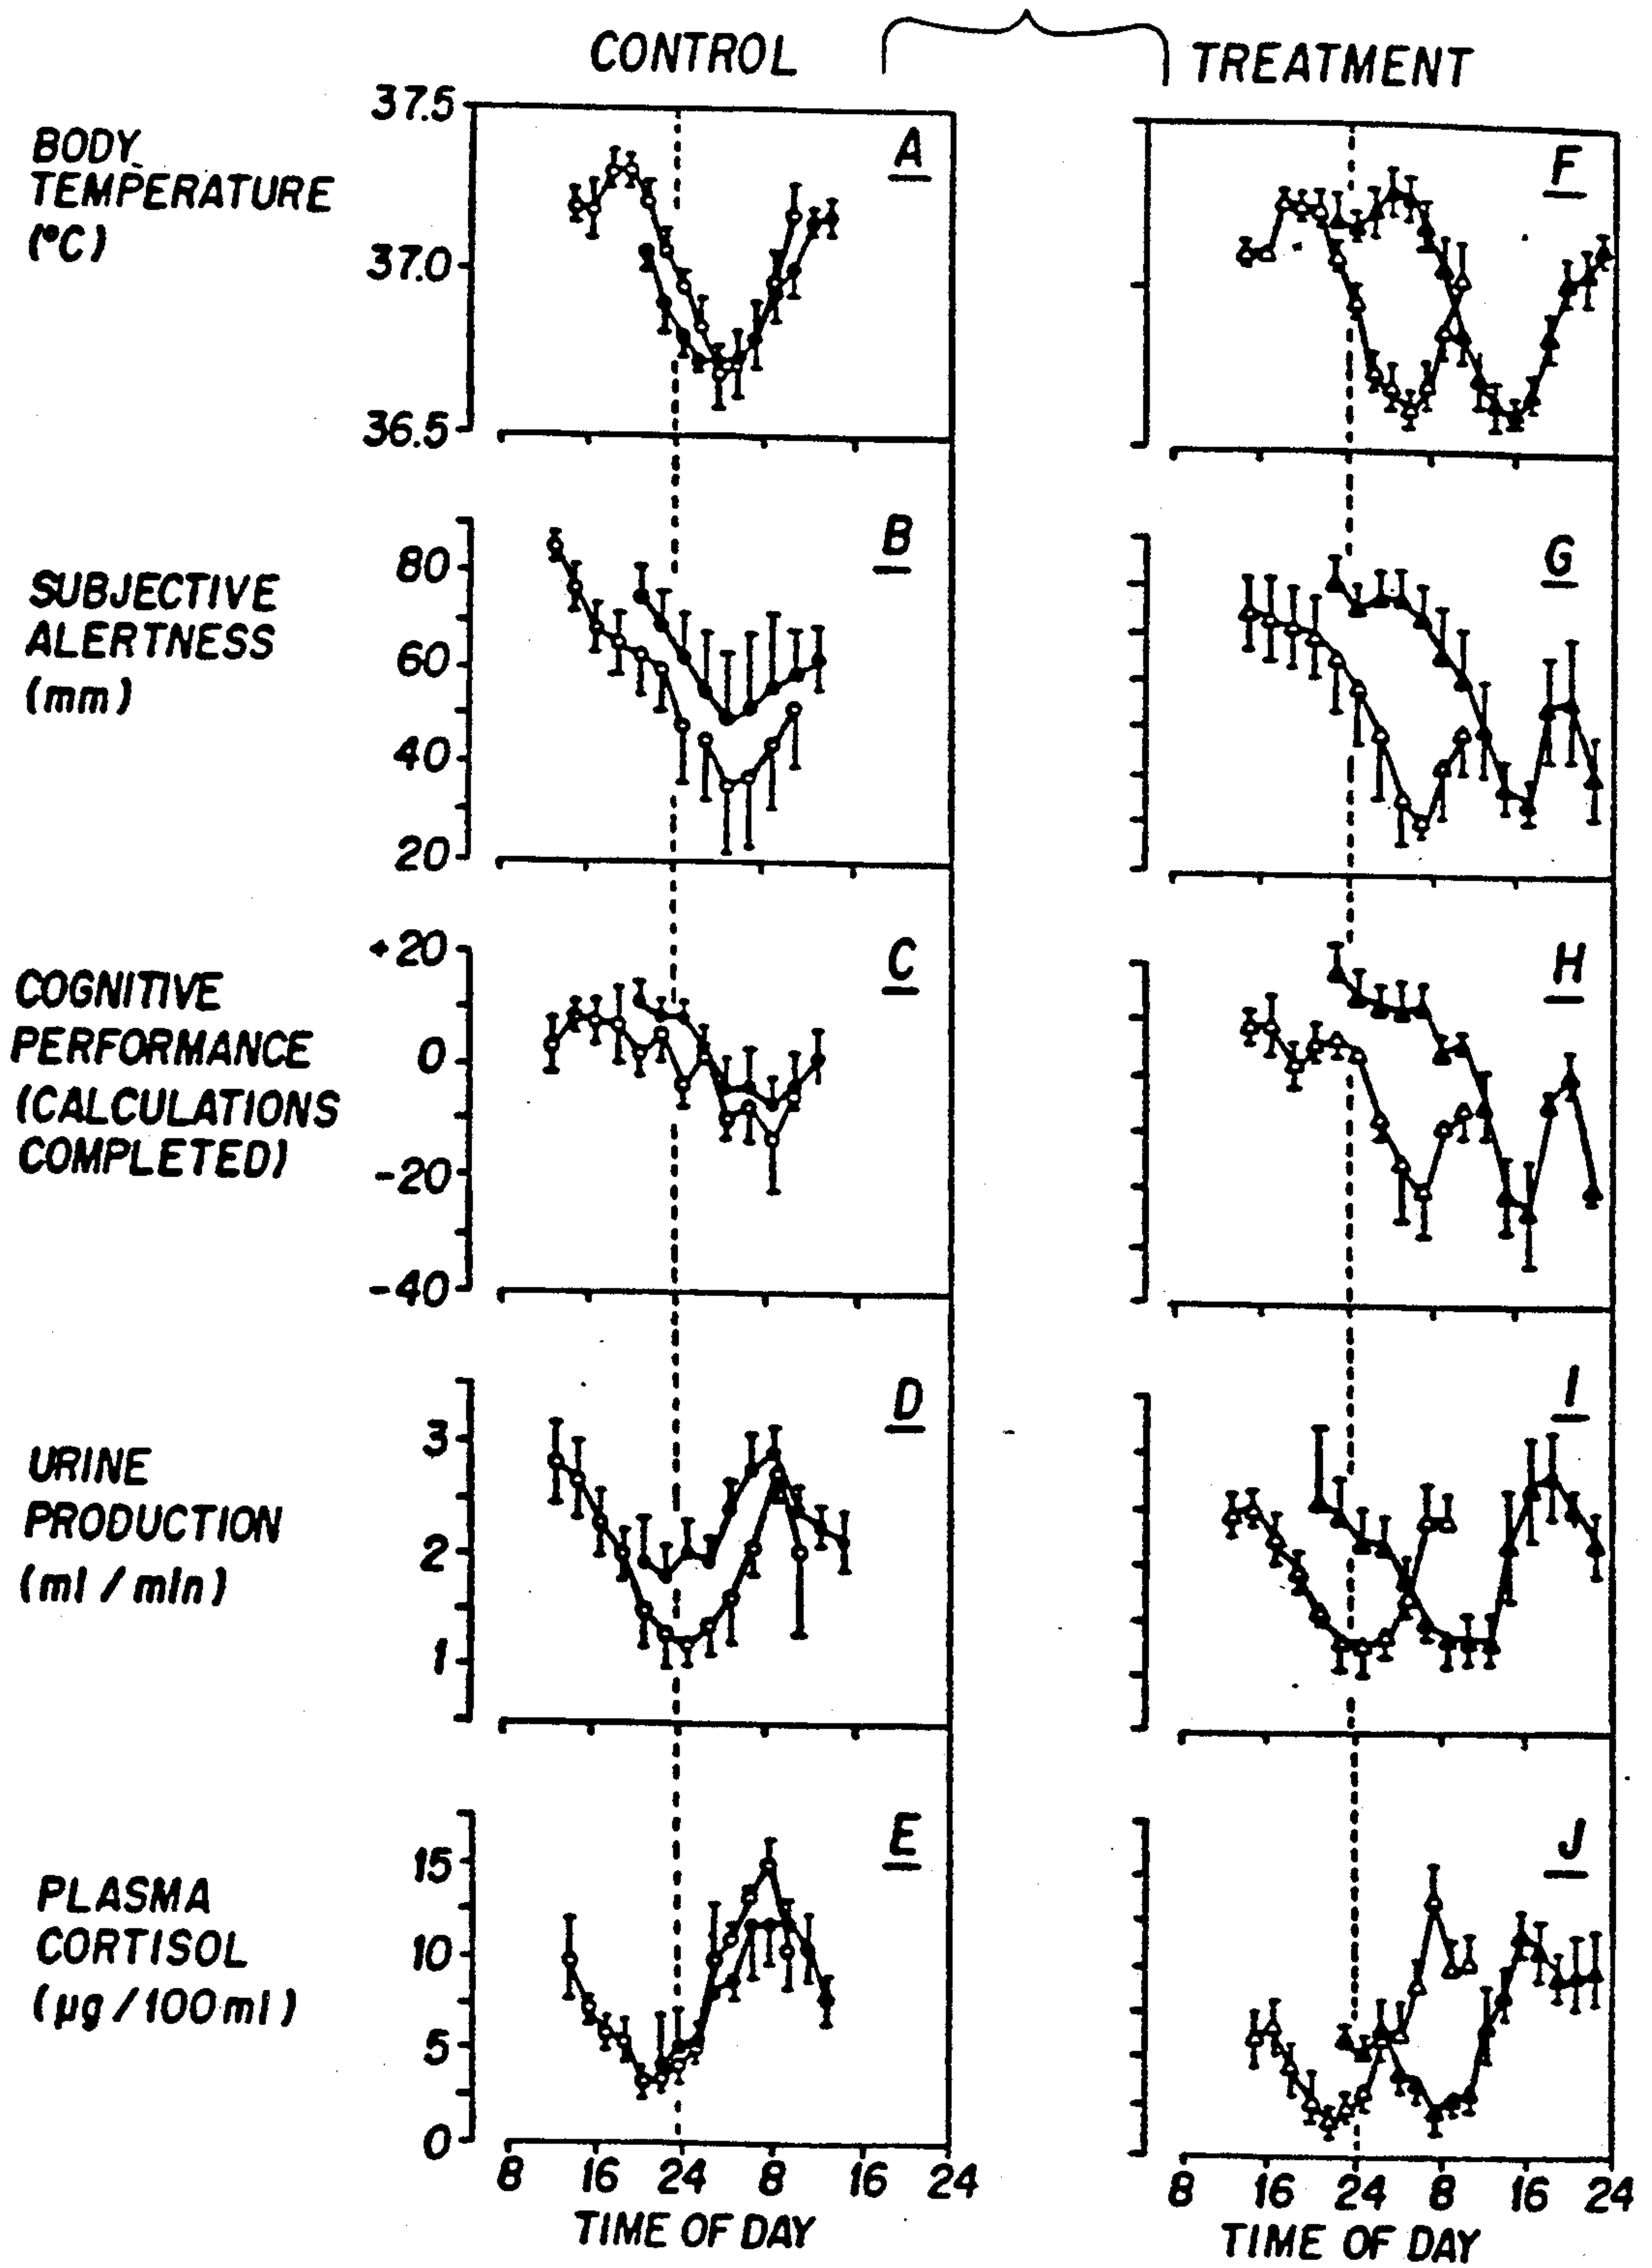 CONTROL
TREATMENT
BODY
TEMPERATURE
(°C)
37.5
37.0
36.5
A
F
SUBJECTIVE
ALERTNESS
(mm)
80
60
40
20
B
G
COGNITIVE
PERFORMANCE
(CALCULATIONS
COMPLETED)
+20
0
-20
-40
C
H
URINE
PRODUCTION
(ml/min)
3
2
1
D
I
PLASMA
CORTISOL
(µg/100ml)
15
10
5
0
E
J
8 16 24 8 16 24
8 16 24 8 16 24
TIME OF DAY
TIME OF DAY